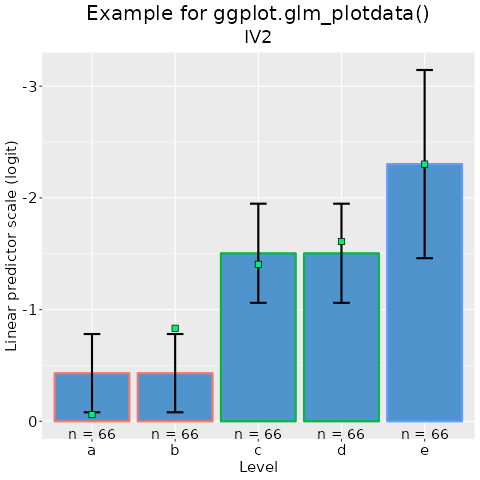 Example for ggplot.glm_plotdata()
IV2
Linear predictor scale (logit)
-3
-2
-1
0
n = 66 n = 66 n = 66 n = 66 n = 66
a b c d e
Level